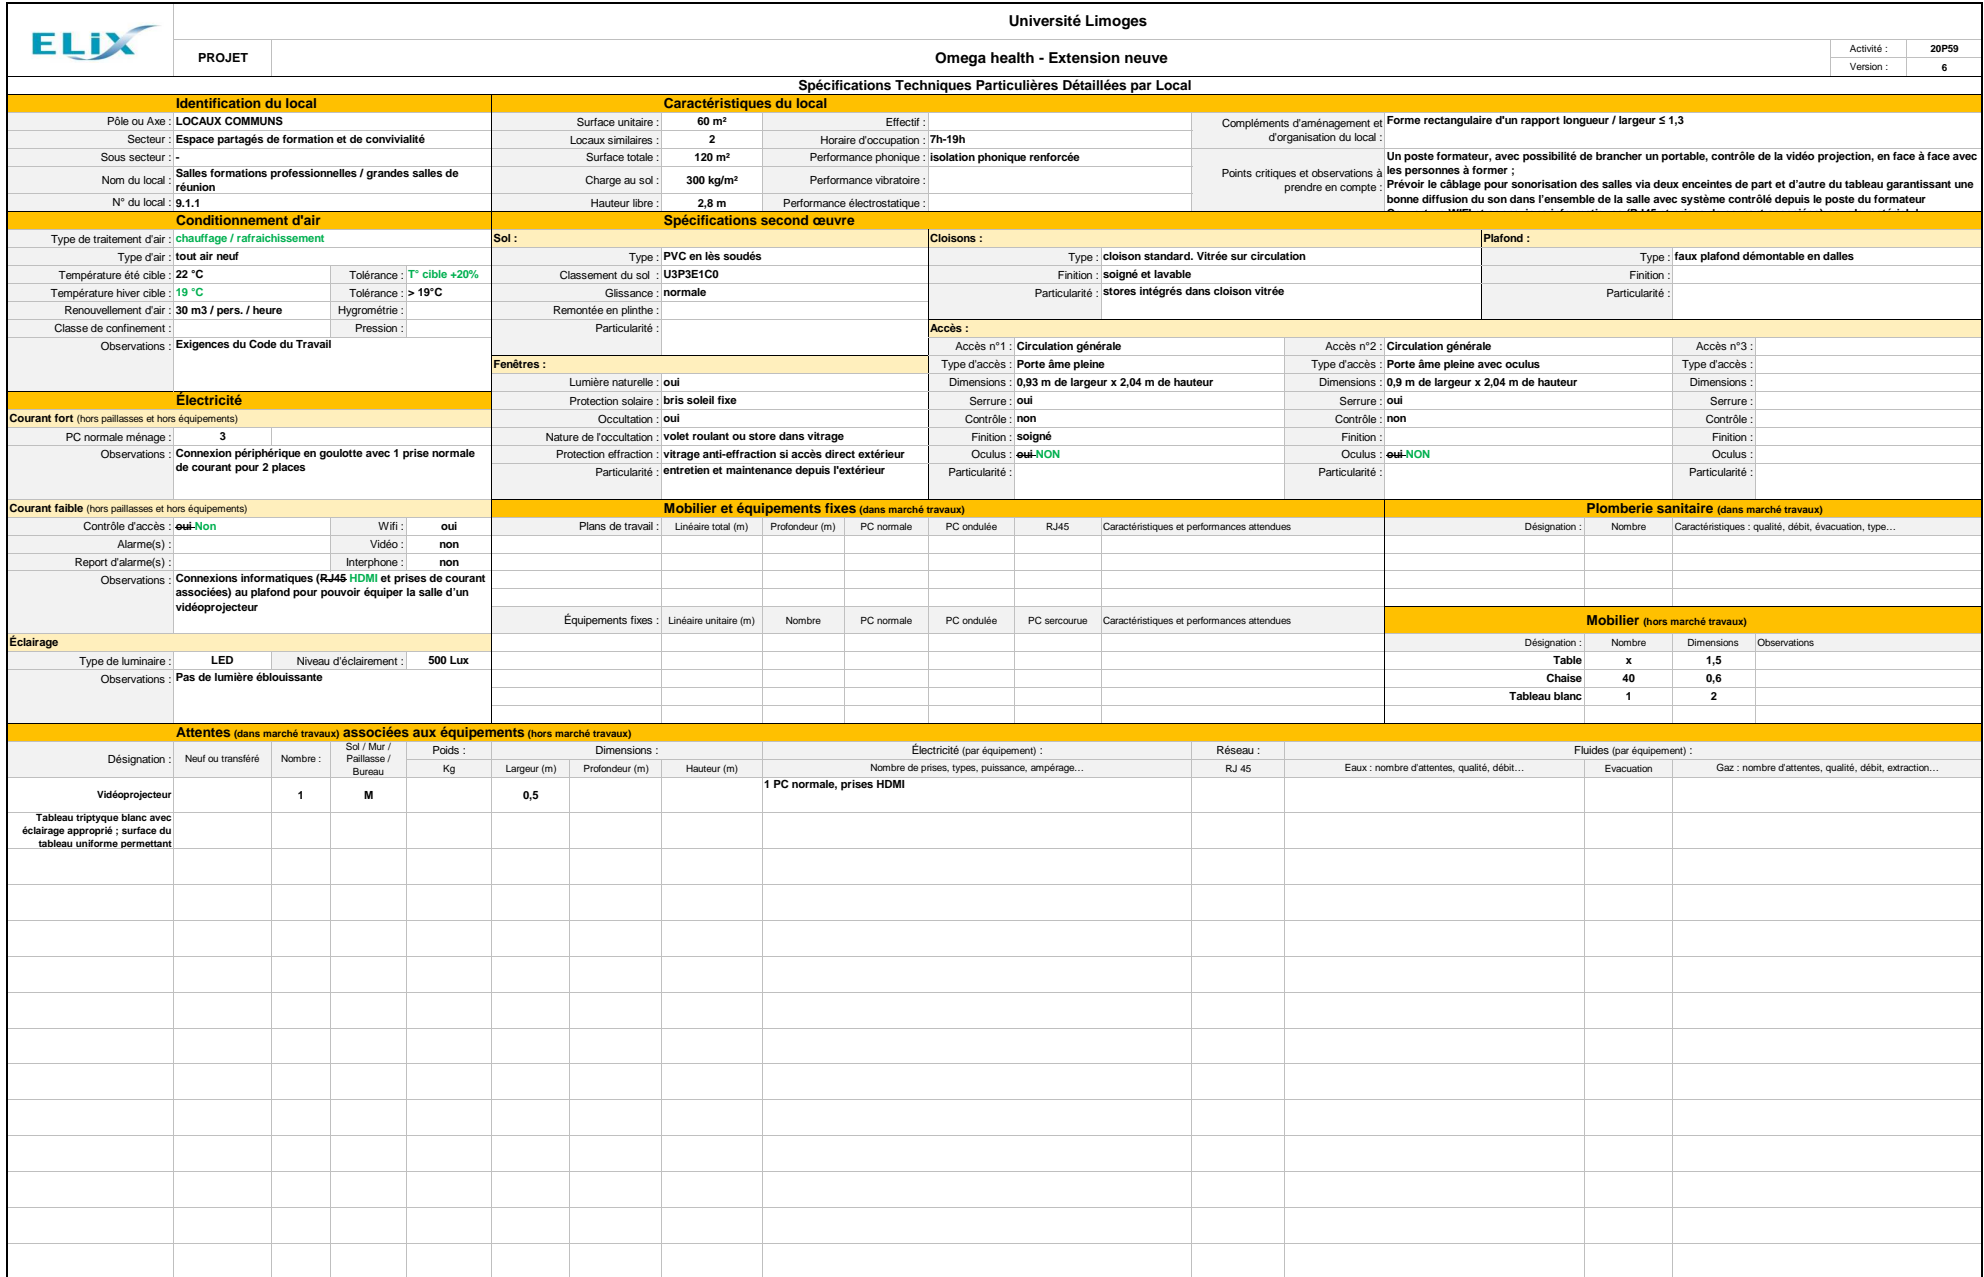 Université Limoges
ELiX
PROJET
Omega health - Extension neuve
Activité : 20P59
Version : 6
Spécifications Techniques Particulières Détaillées par Local
Identification du local
Caractéristiques du local
Pôle ou Axe : LOCAUX COMMUNS
Secteur : Espace partagés de formation et de convivialité
Sous secteur : -
Nom du local : Salles formations professionnelles / grandes salles de
réunion
N° du local : 9.1.1
Surface unitaire : 60 m²
Locaux similaires : 2
Surface totale : 120 m²
Charge au sol : 300 kg/m²
Hauteur libre : 2,8 m
Effectif :
Horaire d'occupation : 7h-19h
Performance phonique : isolation phonique renforcée
Performance vibratoire :
Performance électrostatique :
Compléments d'aménagement et
d'organisation du local :
Forme rectangulaire d'un rapport longueur / largeur ≤ 1,3
Points critiques et observations à
prendre en compte :
Un poste formateur, avec possibilité de brancher un portable, contrôle de la vidéo projection, en face à face avec
les personnes à former ;
Prévoir le câblage pour sonorisation des salles via deux enceintes de part et d'autre du tableau garantissant une
bonne diffusion du son dans l'ensemble de la salle avec système contrôlé depuis le poste du formateur
Conditionnement d'air
Type de traitement d'air : chauffage / rafraichissement
Type d'air : tout air neuf
Température été cible : 22 °C Tolérance : T° cible +20%
Température hiver cible : 19 °C Tolérance : > 19°C
Renouvellement d'air : 30 m3 / pers. / heure Hygrométrie :
Classe de confinement : Pression :
Observations : Exigences du Code du Travail
Spécifications second œuvre
Sol :
Type : PVC en lès soudés
Classement du sol : U3P3E1C0
Glissance : normale
Remontée en plinthe :
Particularité :
Cloisons :
Type : cloison standard. Vitrée sur circulation
Finition : soigné et lavable
Particularité : stores intégrés dans cloison vitrée
Plafond :
Type : faux plafond démontable en dalles
Finition :
Particularité :
Fenêtres :
Lumière naturelle : oui
Protection solaire : bris soleil fixe
Occultation : oui
Nature de l'occultation : volet roulant ou store dans vitrage
Protection effraction : vitrage anti-effraction si accès direct extérieur
Particularité : entretien et maintenance depuis l'extérieur
Accès :
Accès n°1 : Circulation générale
Type d'accès : Porte âme pleine
Dimensions : 0,93 m de largeur x 2,04 m de hauteur
Serrure : oui
Contrôle : non
Finition : soigné
Oculus : oui NON
Particularité :
Accès n°2 : Circulation générale
Type d'accès : Porte âme pleine avec oculus
Dimensions : 0,9 m de largeur x 2,04 m de hauteur
Serrure : oui
Contrôle : non
Finition :
Oculus : oui NON
Particularité :
Accès n°3 :
Type d'accès :
Dimensions :
Serrure :
Contrôle :
Finition :
Oculus :
Particularité :
Électricité
Courant fort (hors paillasses et hors équipements)
PC normale ménage : 3
Observations : Connexion périphérique en goulotte avec 1 prise normale
de courant pour 2 places
Courant faible (hors paillasses et hors équipements)
Contrôle d'accès : oui Non Wifi : oui
Alarme(s) : Vidéo : non
Report d'alarme(s) : Interphone : non
Observations : Connexions informatiques (RJ45 HDMI et prises de courant
associées) au plafond pour pouvoir équiper la salle d'un
vidéoprojecteur
Éclairage
Type de luminaire : LED Niveau d'éclairement : 500 Lux
Observations : Pas de lumière éblouissante
Mobilier et équipements fixes (dans marché travaux)
Plans de travail : Linéaire total (m) Profondeur (m) PC normale PC ondulée RJ45 Caractéristiques et performances attendues
Équipements fixes : Linéaire unitaire (m) Nombre PC normale PC ondulée PC sercourue Caractéristiques et performances attendues
Plomberie sanitaire (dans marché travaux)
Désignation : Nombre Caractéristiques : qualité, débit, évacuation, type…
Mobilier (hors marché travaux)
Désignation : Nombre Dimensions Observations
Table x 1,5
Chaise 40 0,6
Tableau blanc 1 2
Attentes (dans marché travaux) associées aux équipements (hors marché travaux)
Désignation : Neuf ou transféré Nombre :
Sol / Mur /
Paillasse /
Bureau
Poids : Dimensions : Électricité (par équipement) : Réseau : Fluides (par équipement) :
Kg Largeur (m) Profondeur (m) Hauteur (m) Nombre de prises, types, puissance, ampérage… RJ 45 Eaux : nombre d'attentes, qualité, débit… Evacuation Gaz : nombre d'attentes, qualité, débit, extraction…
Vidéoprojecteur 1 M 0,5 1 PC normale, prises HDMI
Tableau triptyque blanc avec
éclairage approprié ; surface du
tableau uniforme permettant